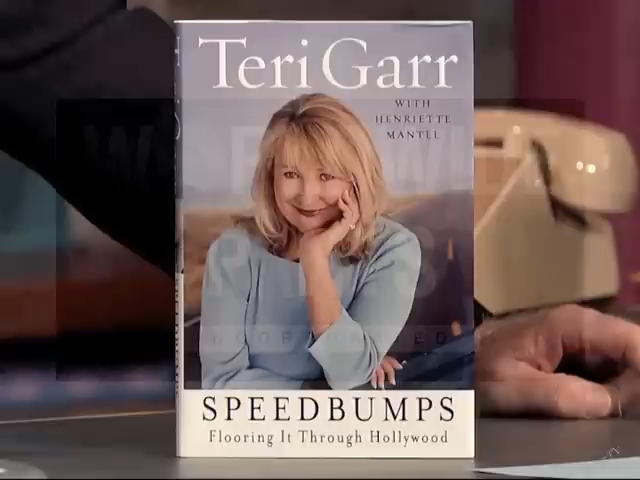 Teri Garr
WITH
HENRIETTE
MANTEL
SPEEDBUMPS
Flooring It Through Hollywood